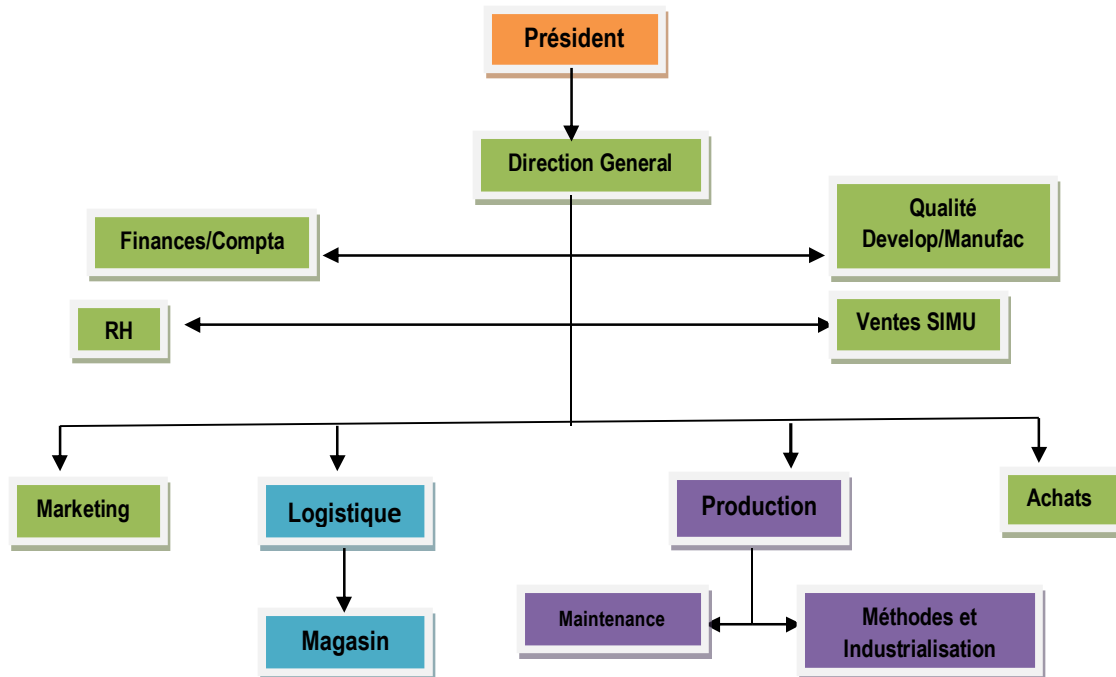 Président
Direction General
Finances/Compta
Qualité
Develop/Manufac
RH
Ventes SIMU
Marketing
Logistique
Production
Achats
Magasin
Maintenance
Méthodes et
Industrialisation